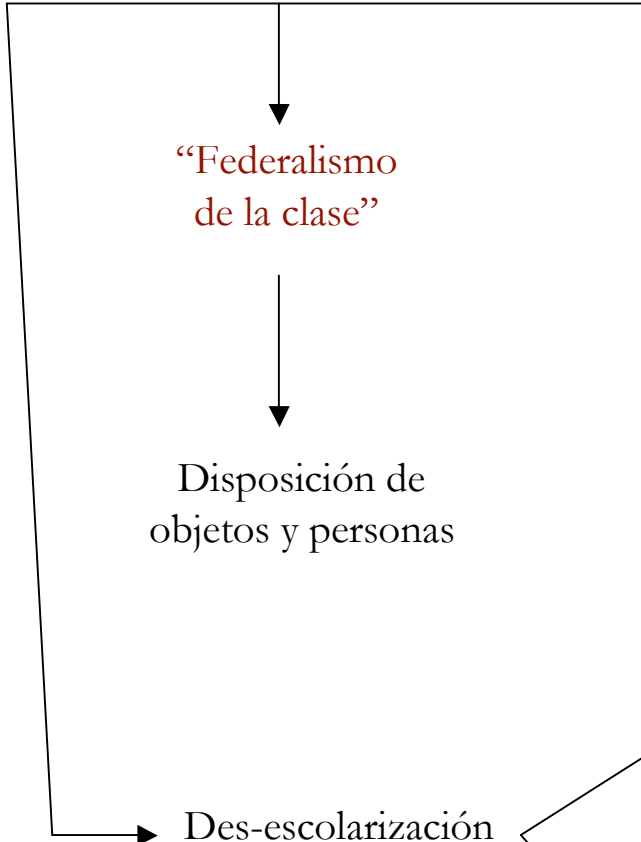 “Federalismo
de la clase”
Disposición de
objetos y personas
Des-escolarización